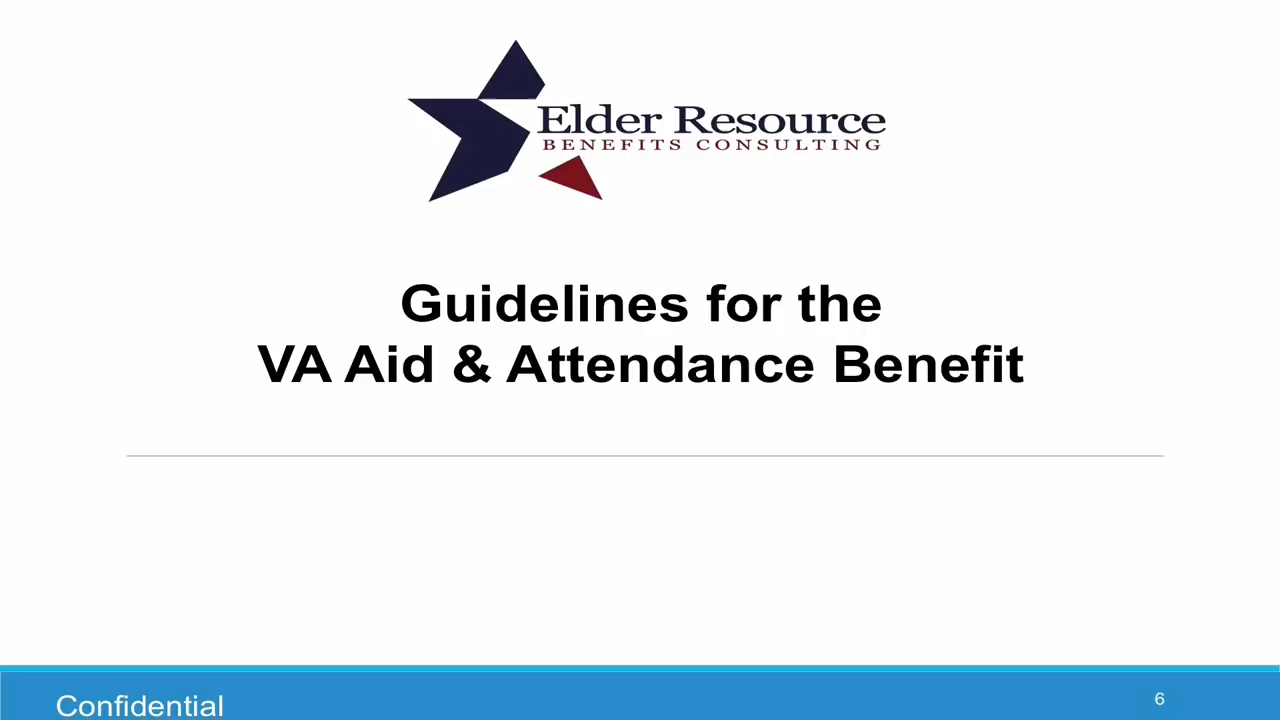 Elder Resource
BENEFITS CONSULTING
Guidelines for the
VA Aid & Attendance Benefit
Confidential
6